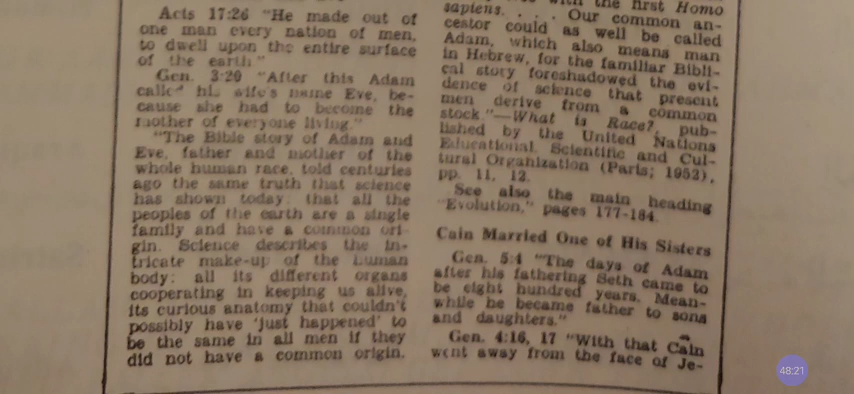 Acts 17:26 "He made out of
one man every nation of men,
to dwell upon the entire surface
of the earth."
Gen. 3:20 "After this Adam
called his wife's name Eve, be-
cause she had to become the
mother of everyone living."
"The Bible story of Adam and
Eve, father and mother of the
whole human race, told centuries
ago the same truth that science
has shown today: that all the
peoples of the earth are a single
family and have a common ori-
gin. Science describes the in-
tricate make-up of the human
body: all its different organs
cooperating in keeping us alive,
its curious anatomy that couldn't
possibly have 'just happened' to
be the same in all men if they
did not have a common origin.
with the first Homo
sapiens. . . . Our common an-
cestor could as well be called
Adam, which also means man
in Hebrew, for the familiar Bibli-
cal story foreshadowed the evi-
dence of science that present
men derive from a common
stock."—What is Race?, pub-
lished by the United Nations
Educational, Scientific and Cul-
tural Organization (Paris; 1952),
pp. 11, 12.
See also the main heading
"Evolution," pages 177-184.
Cain Married One of His Sisters
Gen. 5:4 "The days of Adam
after his fathering Seth came to
be eight hundred years. Mean-
while he became father to sons
and daughters."
Gen. 4:16, 17 "With that Cain
went away from the face of Je-
48:21